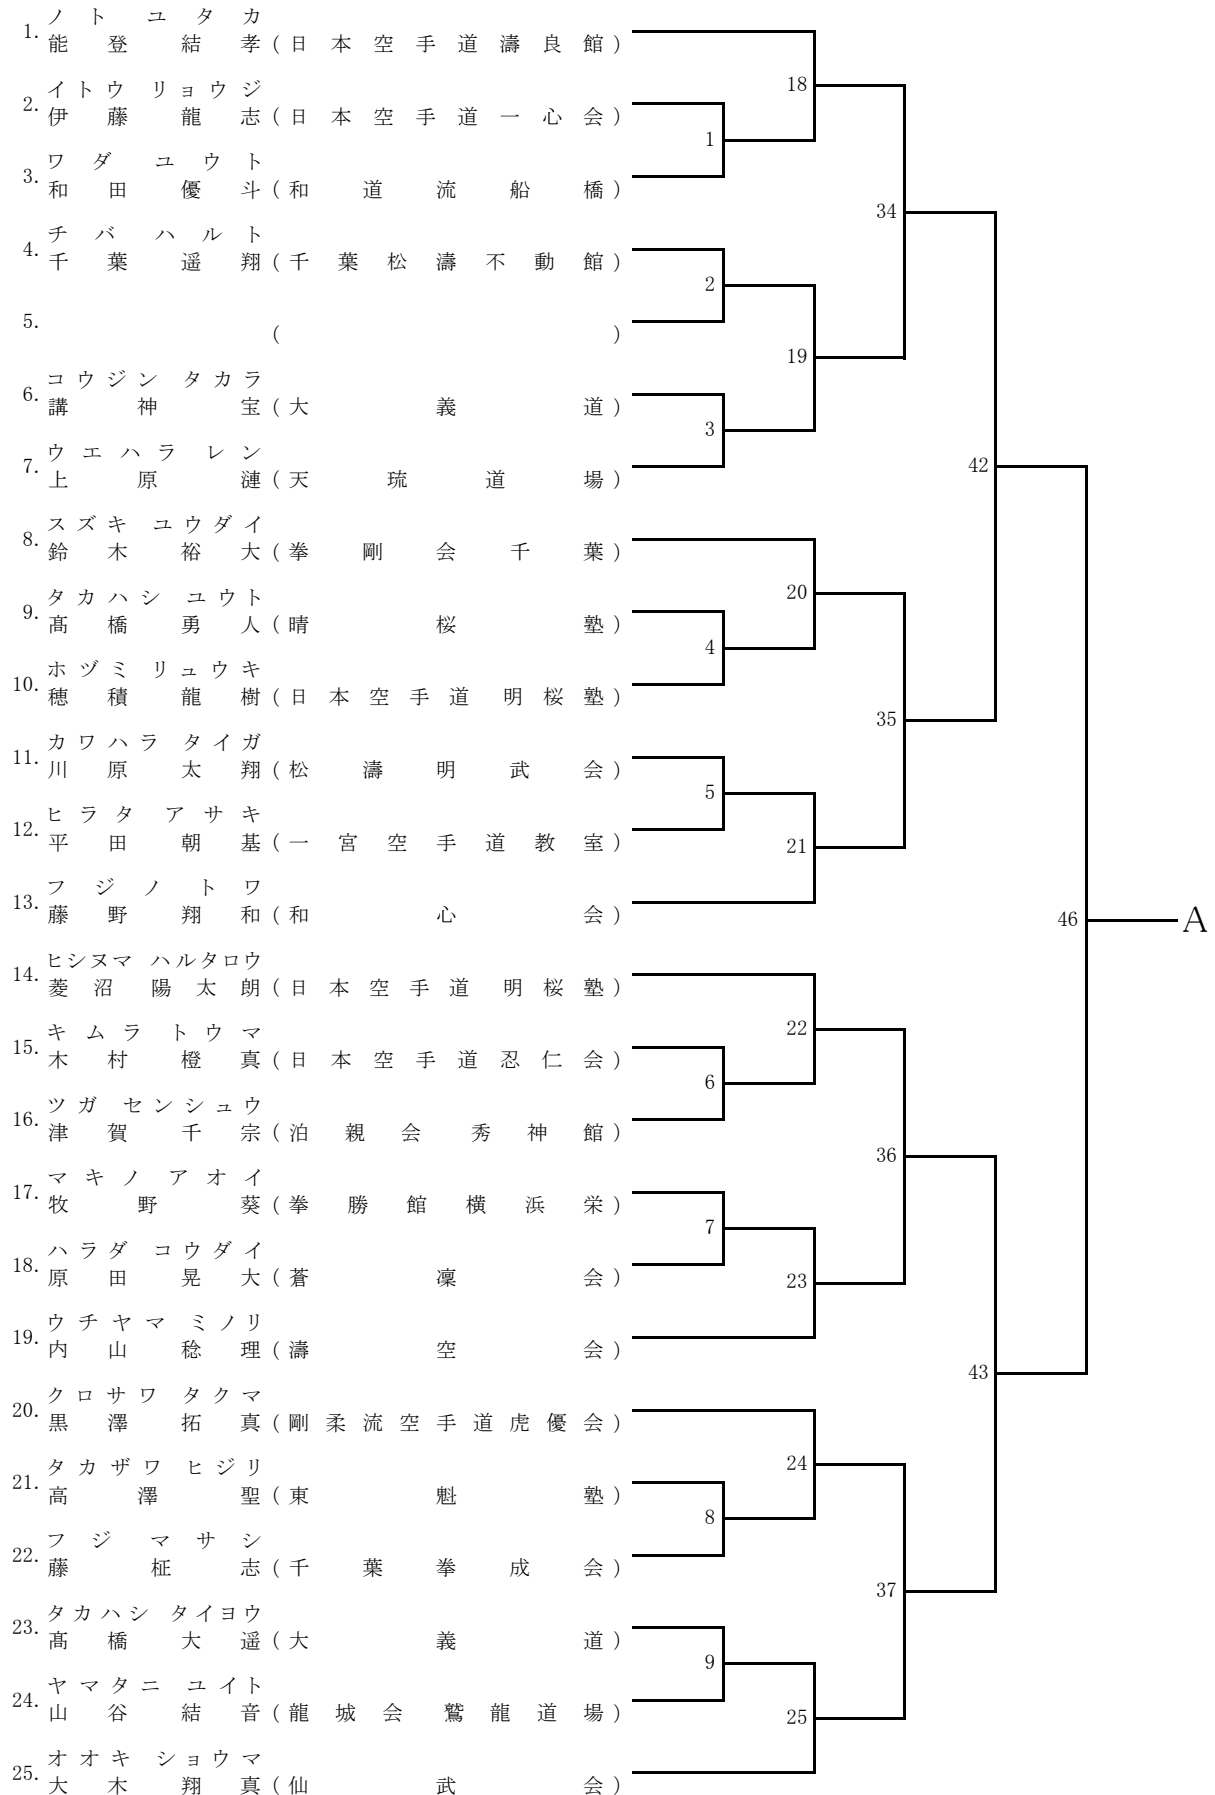 ノト ユタカ
1. 能登 結孝 (日本空手道濤良館)
18
イトウ リョウジ
2. 伊藤 龍志 (日本空手道一心会)
1
ワダ ユウト
3. 和田 優斗 (和道流船橋)
34
チバ ハルト
4. 千葉 遥翔 (千葉松濤不動館)
2
5. ( )
19
コウジン タカラ
6. 講神 宝 (大義道)
3
ウエハラ レン
7. 上原 漣 (天琉道場)
42
スズキ ユウダイ
8. 鈴木 裕大 (拳剛会千葉)
20
タカハシ ユウト
9. 髙橋 勇人 (晴桜塾)
4
ホヅミ リュウキ
10. 穂積 龍樹 (日本空手道 明桜塾)
35
カワハラ タイガ
11. 川原 太翔 (松濤明武会)
5
ヒラタ アサキ
12. 平田 朝基 (一宮空手道教室)
21
フジノ トワ
13. 藤野 翔和 (和心会)
46 A
ヒシヌマ ハルタロウ
14. 菱沼 陽太朗 (日本空手道 明桜塾)
22
キムラ トウマ
15. 木村 橙真 (日本空手道忍仁会)
6
ツガ センシュウ
16. 津賀 千宗 (泊親会 秀神館)
36
マキノ アオイ
17. 牧野 葵 (拳勝館横浜栄)
7
ハラダ コウダイ
18. 原田 晃大 (蒼凜会)
23
ウチヤマ ミノリ
19. 内山 稔理 (濤空会)
43
クロサワ タクマ
20. 黒澤 拓真 (剛柔流空手道虎優会)
24
タカザワ ヒジリ
21. 高澤 聖 (東魁塾)
8
フジ マサシ
22. 藤 柾志 (千葉拳成会)
37
タカハシ タイヨウ
23. 髙橋 大遥 (大義道)
9
ヤマタニ ユイト
24. 山谷 結音 (龍城会 鷲龍道場)
25
オオキ ショウマ
25. 大木 翔真 (仙武会)